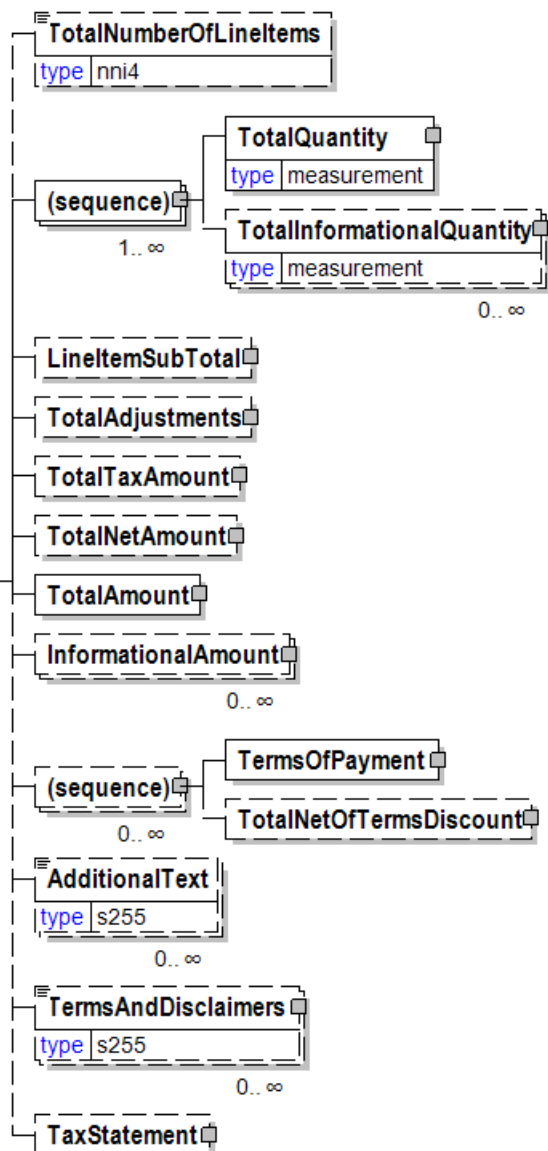 TotalNumberOfLineItems
type nni4
TotalQuantity
type measurement
(sequence)
1.. ∞
TotalInformationalQuantity
type measurement
0.. ∞
LineItemSubTotal
TotalAdjustments
TotalTaxAmount
TotalNetAmount
TotalAmount
InformationalAmount
0.. ∞
TermsOfPayment
(sequence)
0.. ∞
TotalNetOfTermsDiscount
AdditionalText
type s255
0.. ∞
TermsAndDisclaimers
type s255
0.. ∞
TaxStatement